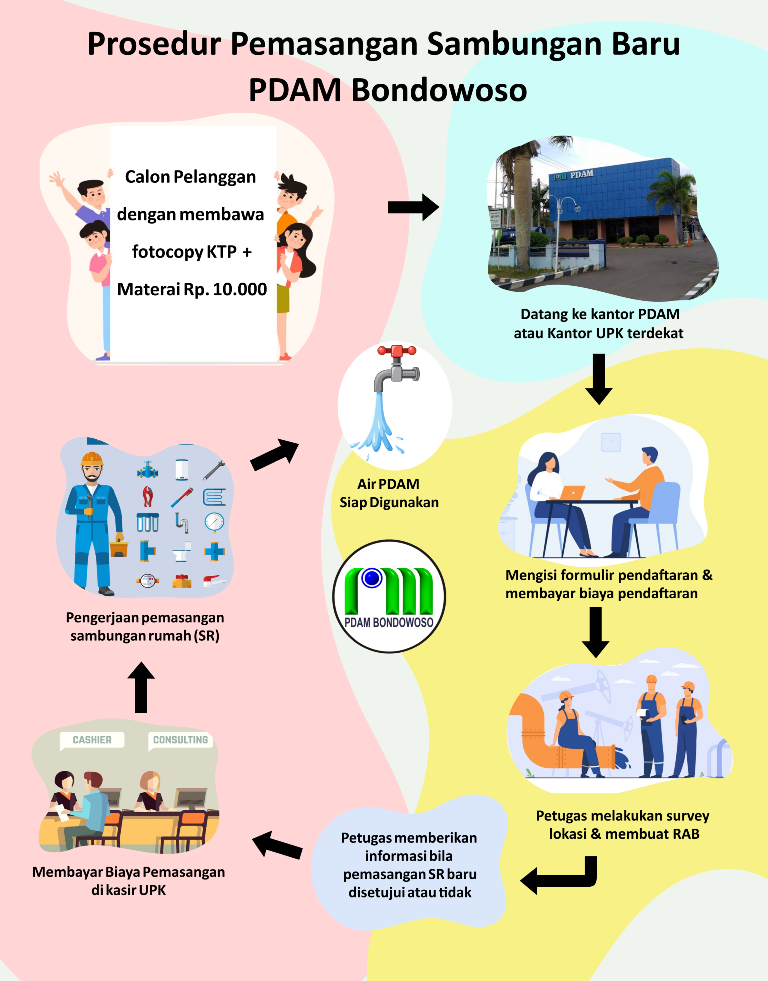 Prosedur Pemasangan Sambungan Baru
PDAM Bondowoso
Calon Pelanggan
dengan membawa
fotocopy KTP +
Materai Rp. 10.000
PDAM
Datang ke kantor PDAM
atau Kantor UPK terdekat
Mengisi formulir pendaftaran &
membayar biaya pendaftaran
Petugas melakukan survey
lokasi & membuat RAB
Petugas memberikan
informasi bila
pemasangan SR baru
disetujui atau tidak
CASHIER
CONSULTING
Membayar Biaya Pemasangan
di kasir UPK
Pengerjaan pemasangan
sambungan rumah (SR)
Air PDAM
Siap Digunakan
PDAM BONDOWOSO